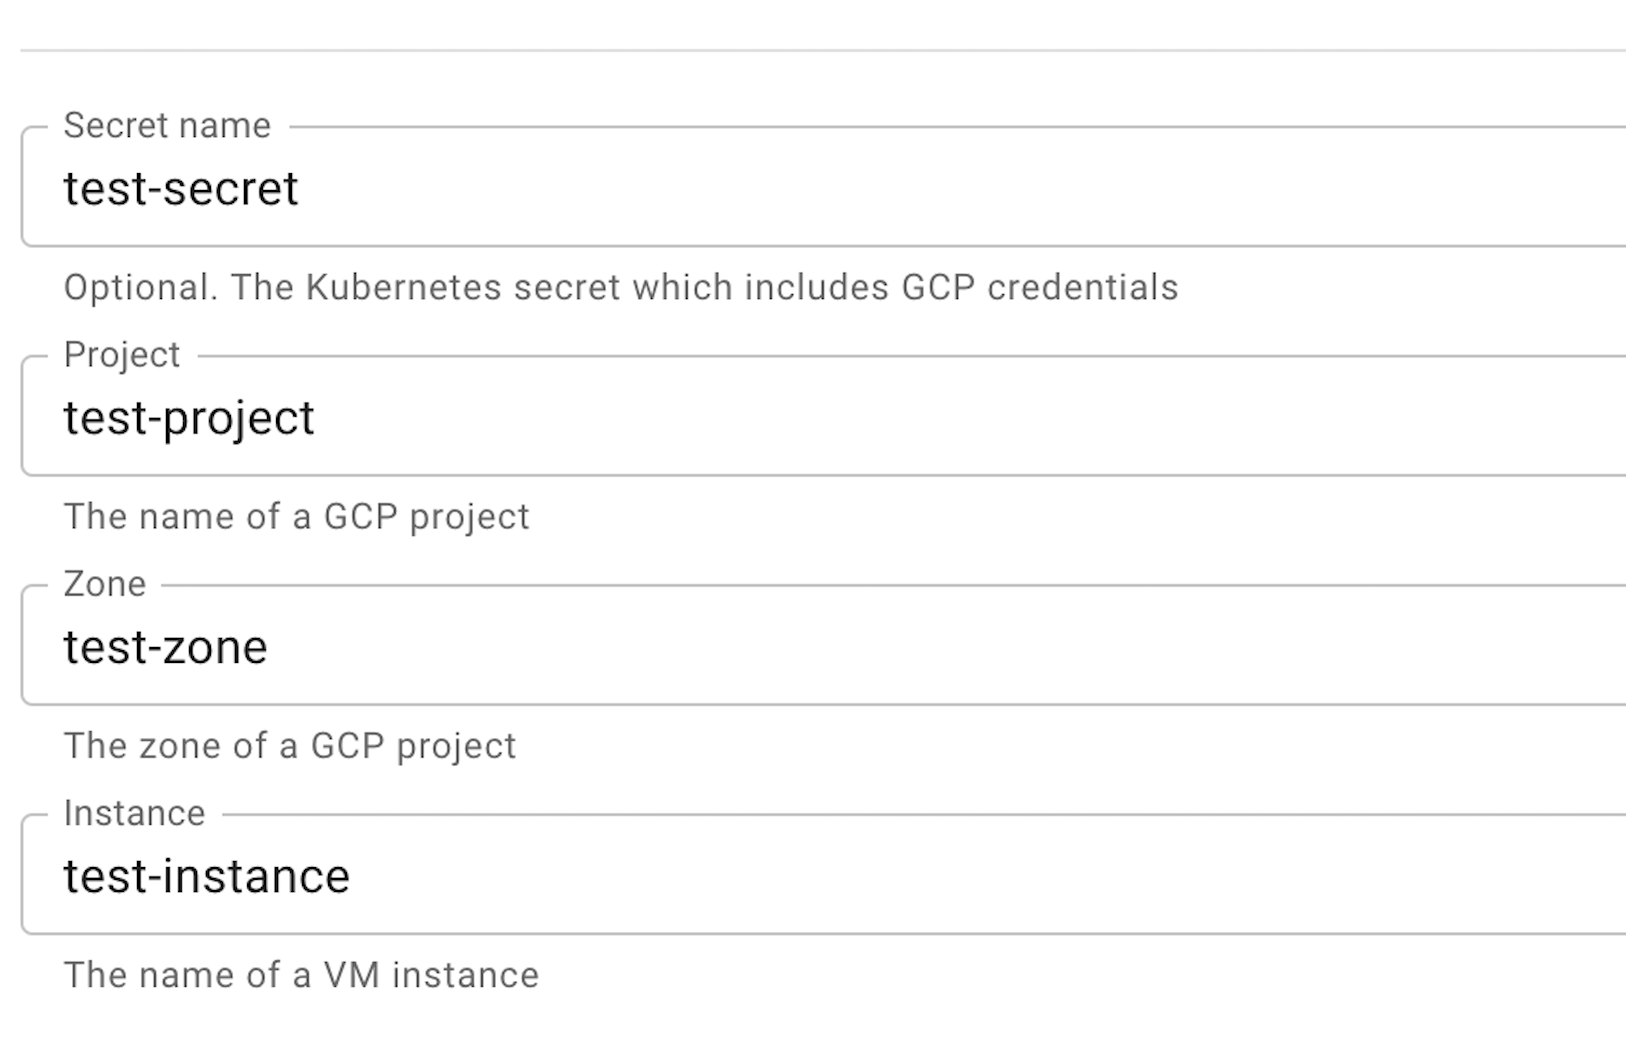 Secret name
test-secret
Optional. The Kubernetes secret which includes GCP credentials
Project
test-project
The name of a GCP project
Zone
test-zone
The zone of a GCP project
Instance
test-instance
The name of a VM instance